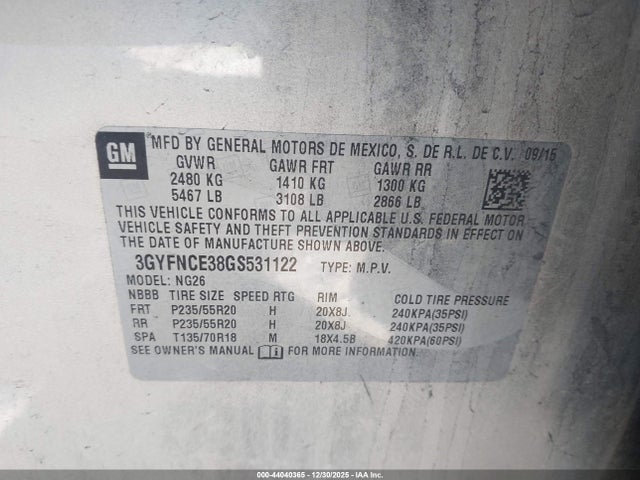 GM MFD BY GENERAL MOTORS DE MEXICO, S. DE R.L. DE C.V. 09/15
GVWR GAWR FRT GAWR RR
2480 KG 1410 KG 1300 KG
5467 LB 3108 LB 2866 LB
THIS VEHICLE CONFORMS TO ALL APPLICABLE U.S. FEDERAL MOTOR
VEHICLE SAFETY AND THEFT PREVENTION STANDARDS IN EFFECT ON
THE DATE OF MANUFACTURE SHOWN ABOVE.
3GYFNCE38GS531122 TYPE: M.P.V.
MODEL: NG26
NBBB TIRE SIZE SPEED RTG RIM COLD TIRE PRESSURE
FRT P235/55R20 H 20X8J 240KPA(35PSI)
RR P235/55R20 H 20X8J 240KPA(35PSI)
SPA T135/70R18 M 18X4.5B 420KPA(60PSI)
SEE OWNER'S MANUAL FOR MORE INFORMATION.
000-44040365 - 12/30/2025 - IAAI.CA